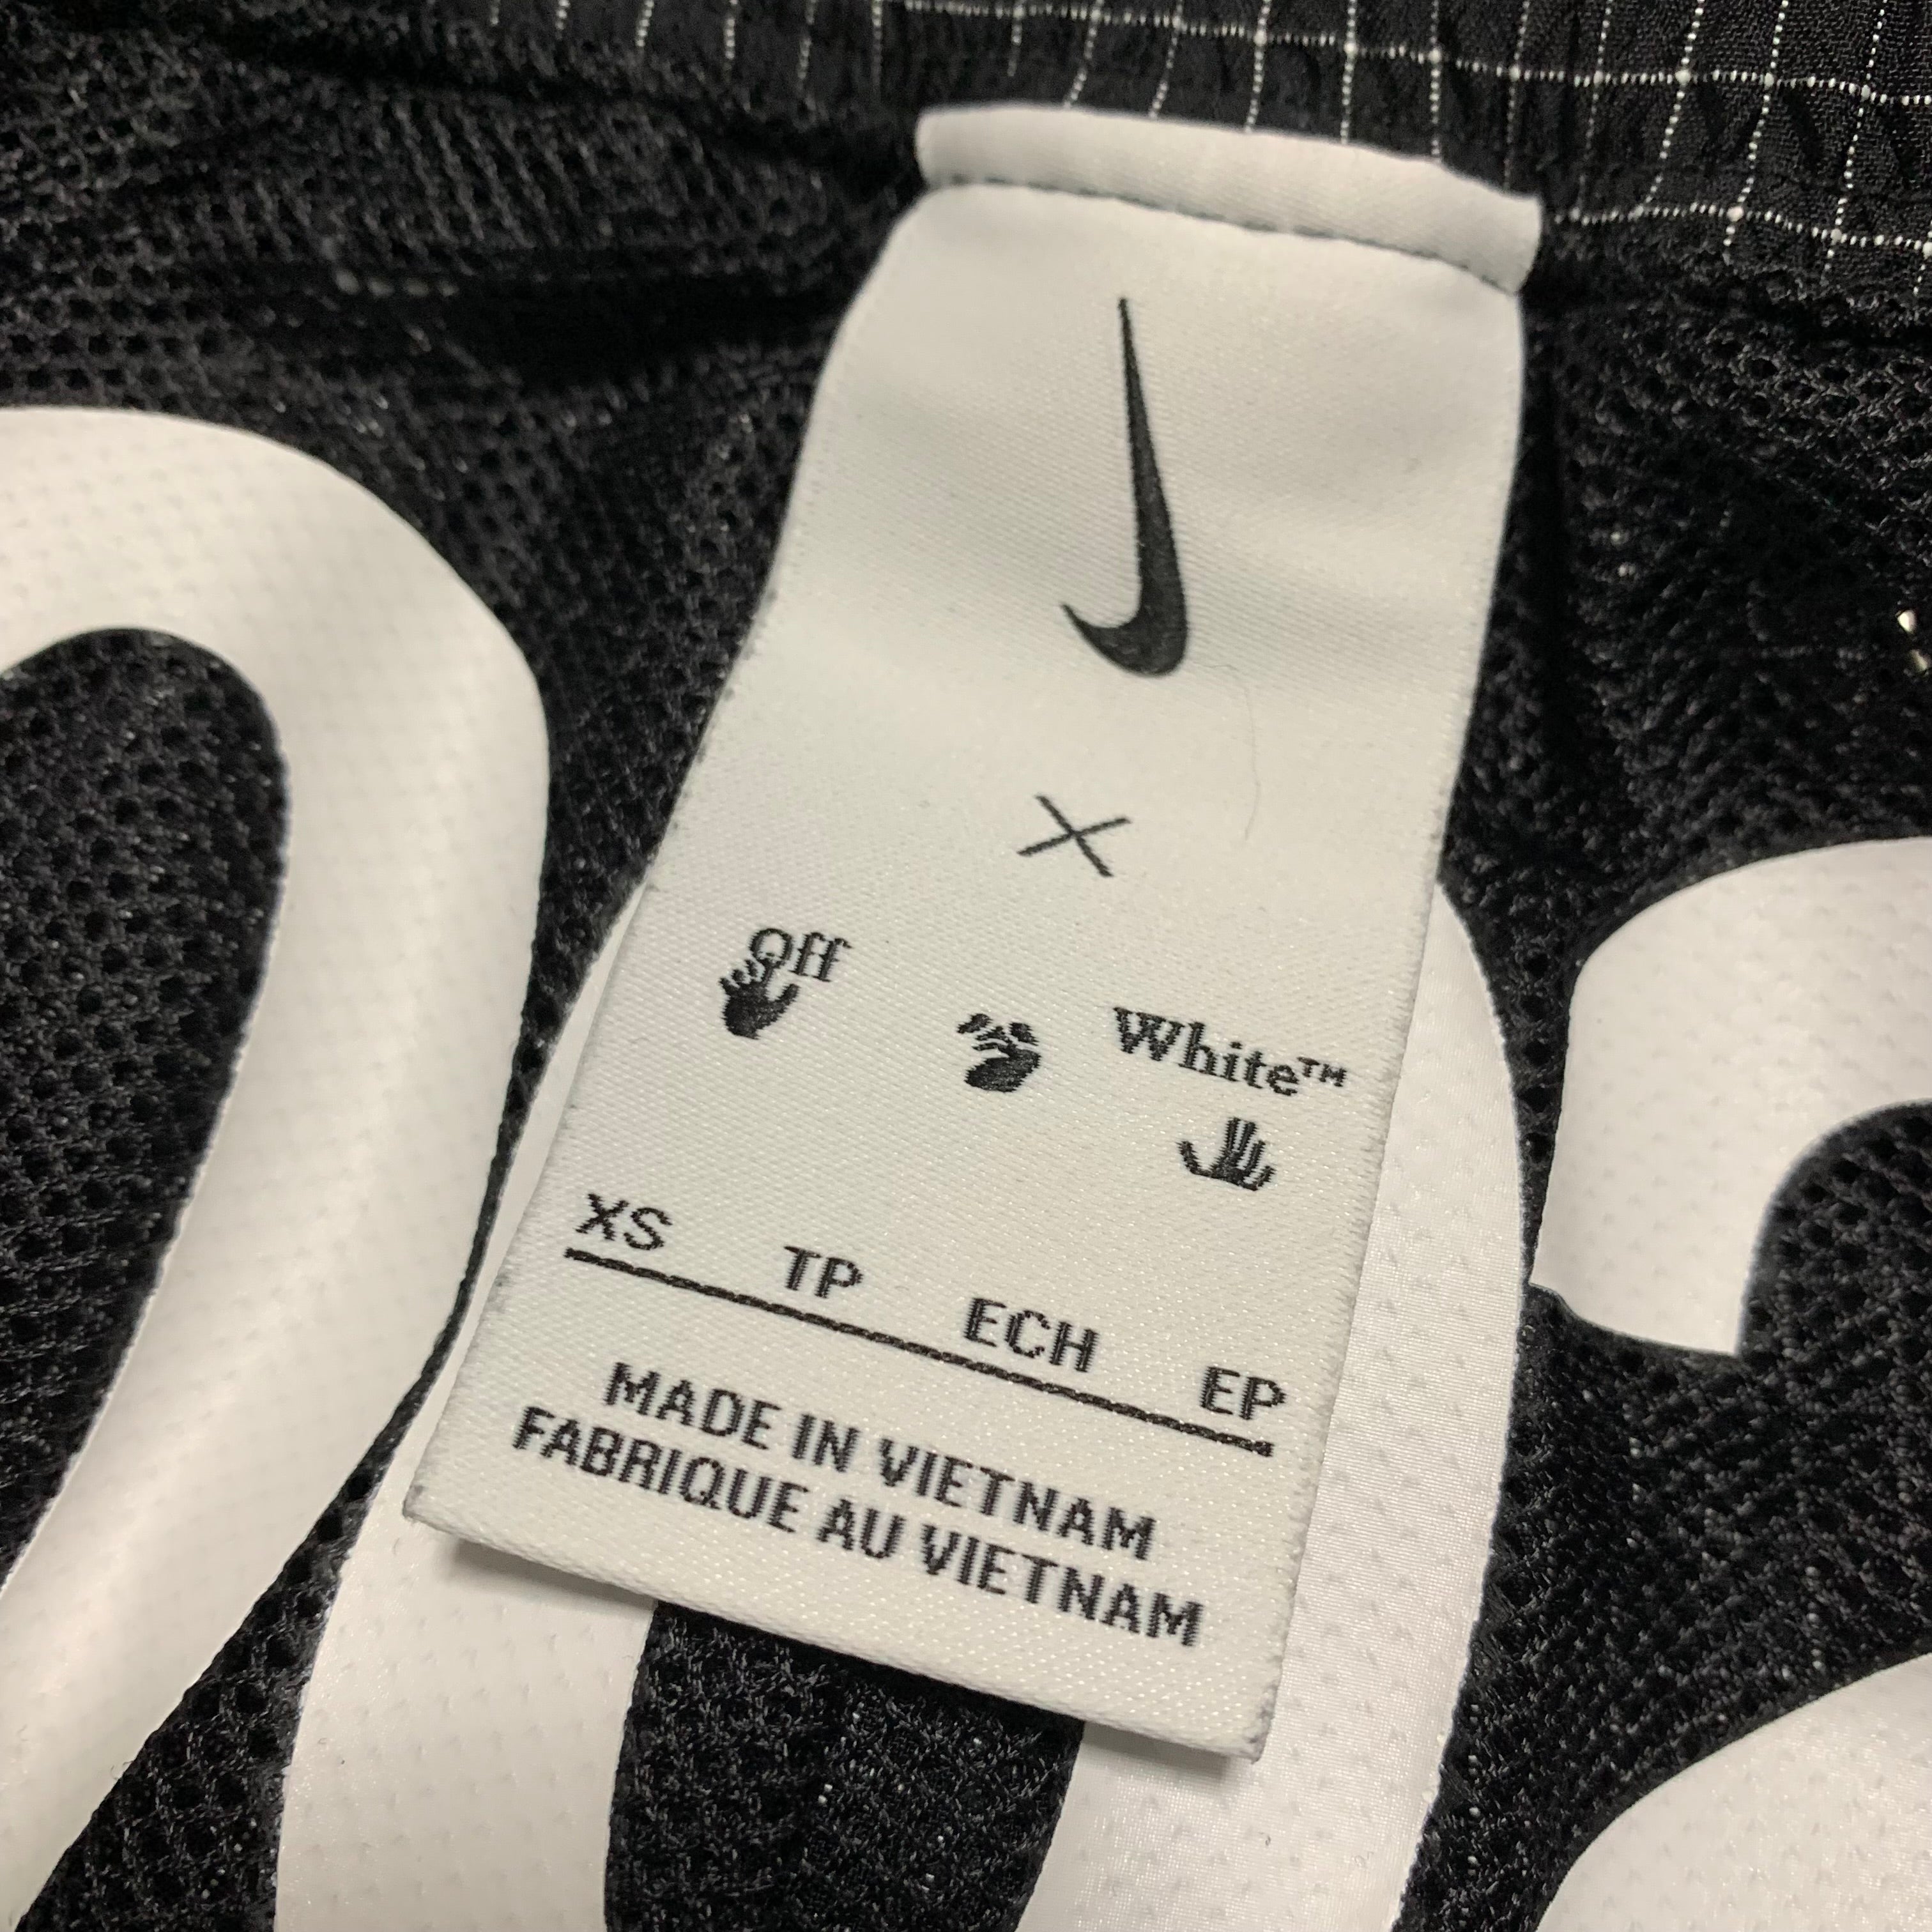 ×
Off
White™
XS TP ECH EP
MADE IN VIETNAM
FABRIQUE AU VIETNAM